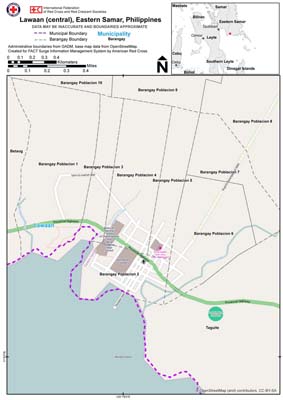 International Federation
of Red Cross and Red Crescent Societies
Lawaan (central), Eastern Samar, Philippines
DATA MAY BE INACCURATE AND BOUNDARIES APPROXIMATE
Municipal Boundary
Municipality
Barangay Boundary
Barangay
Administrative boundaries from GADM, base map data from OpenStreetMap
Created for FACT Surge Information Management System by American Red Cross.
0 0.1 0.2 0.3 0.4
Kilometers
0 0.1 0.2 0.3 0.4
Miles
N
Masbate
Samar
Biliran
Eastern Samar
Leyte
Cebu
Southern Leyte
Cebu
Bohol
Dinagat Islands
Barangay Poblacion 10
Barangay Poblacion 9
Barangay Poblacion 8
Betaog
Barangay Poblacion 1
Barangay Poblacion 3
Barangay Poblacion 4
Barangay Poblacion 5
Barangay Poblacion 7
Lawaan
Barangay Poblacion 6
Barangay Poblacion 2
Taguite
OpenStreetMap (and) contributors, CC-BY-SA